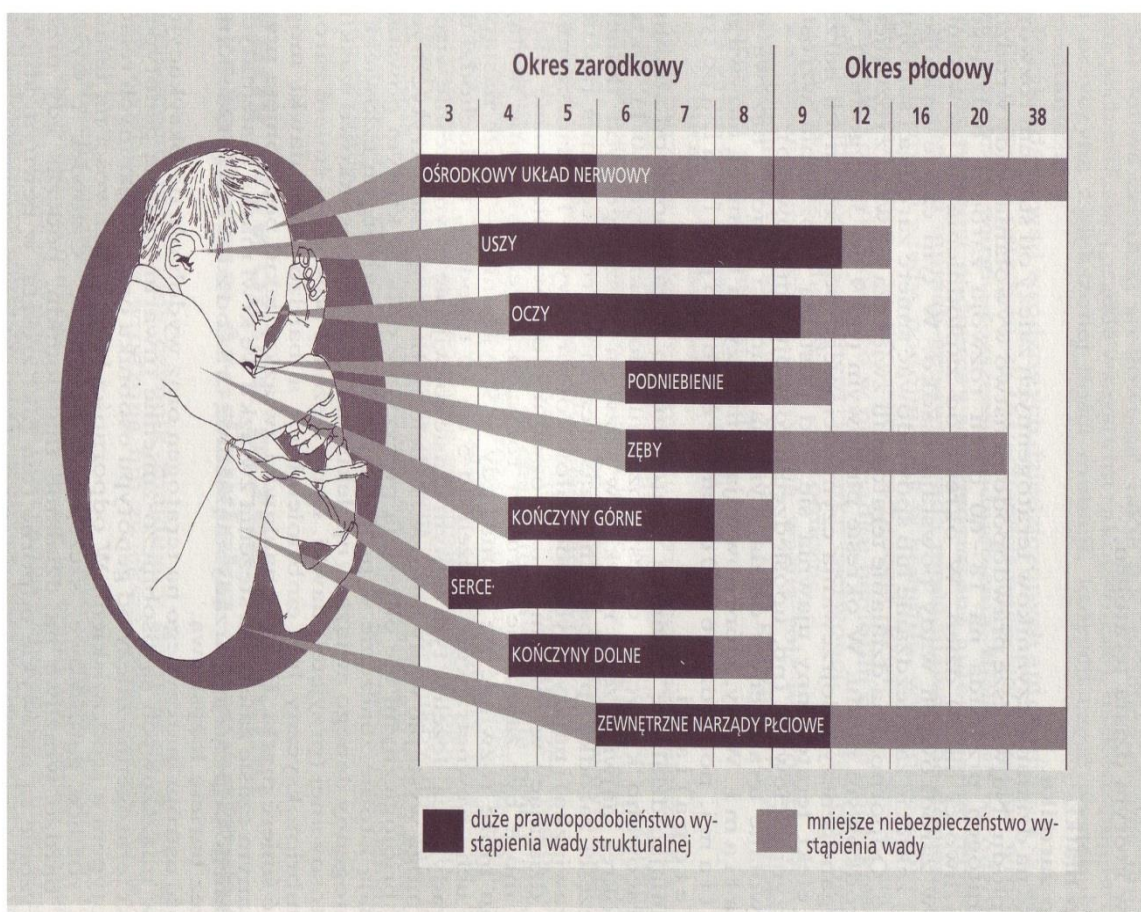 Okres zarodkowy Okres płodowy
3 4 5 6 7 8 9 12 16 20 38
OŚRODKOWY UKŁAD NERWOWY
USZY
OCZY
PODNIEBIENIE
ZĘBY
KOŃCZYNY GÓRNE
SERCE
KOŃCZYNY DOLNE
ZEWNĘTRZNE NARZĄDY PŁCIOWE
duże prawdopodobieństwo wy-
stąpienia wady strukturalnej
mniejsze niebezpieczeństwo wy-
stąpienia wady